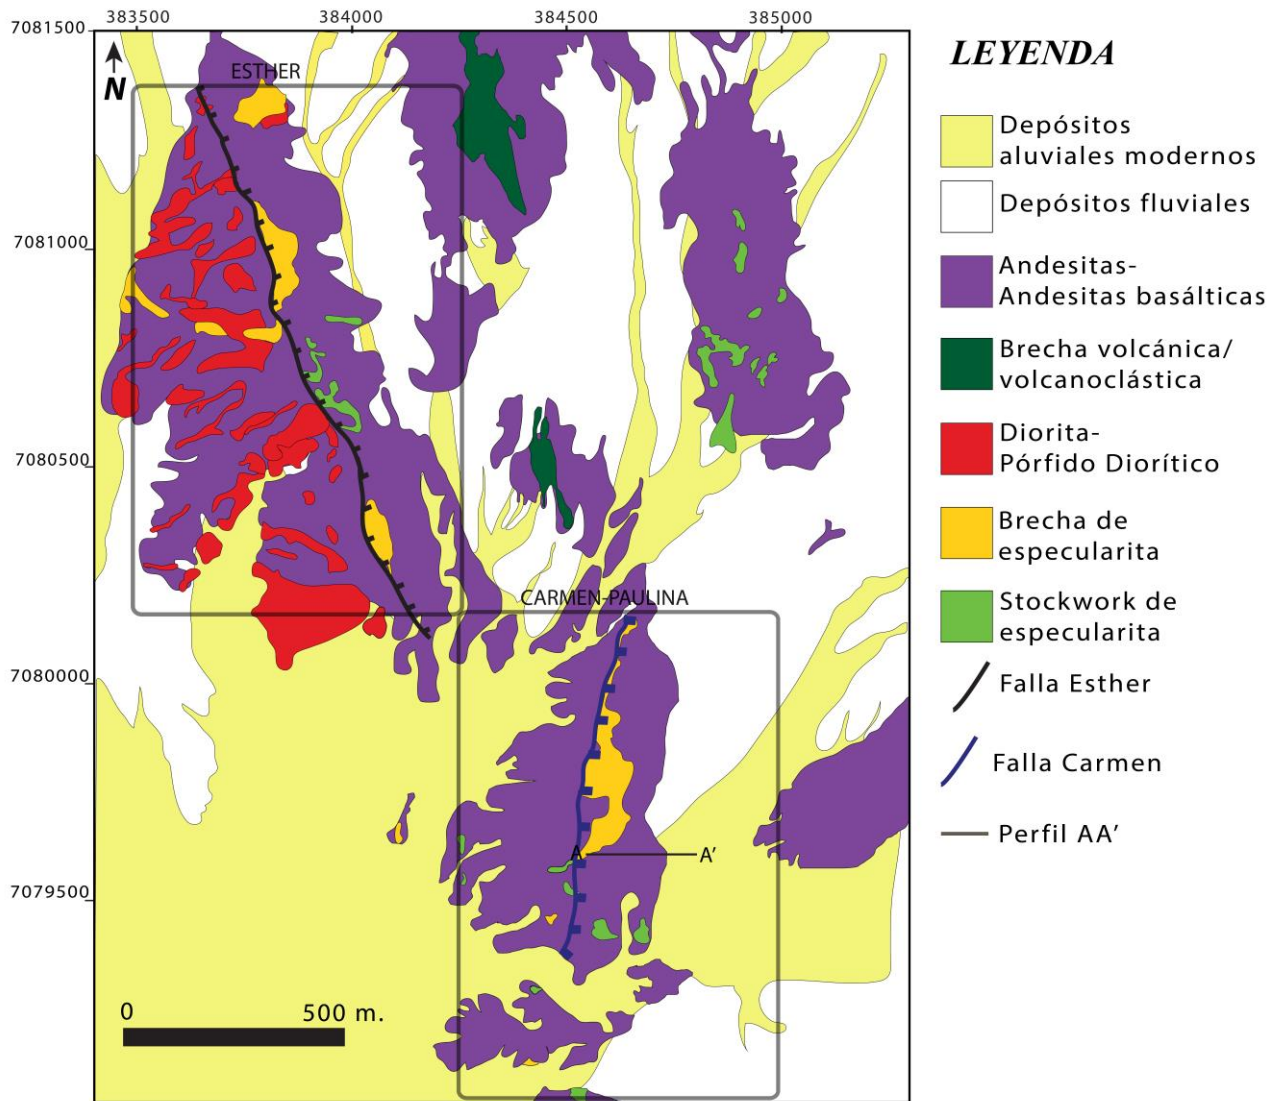 383500 384000 384500 385000
7081500
7081000
7080500
7080000
7079500
N
ESTHER
CARMEN-PAULINA
A A'
0 500 m.
LEYENDA
Depósitos
aluviales modernos
Depósitos fluviales
Andesitas-
Andesitas basálticas
Brecha volcánica/
volcanoclástica
Diorita-
Pórfido Diorítico
Brecha de
especularita
Stockwork de
especularita
Falla Esther
Falla Carmen
Perfil AA'